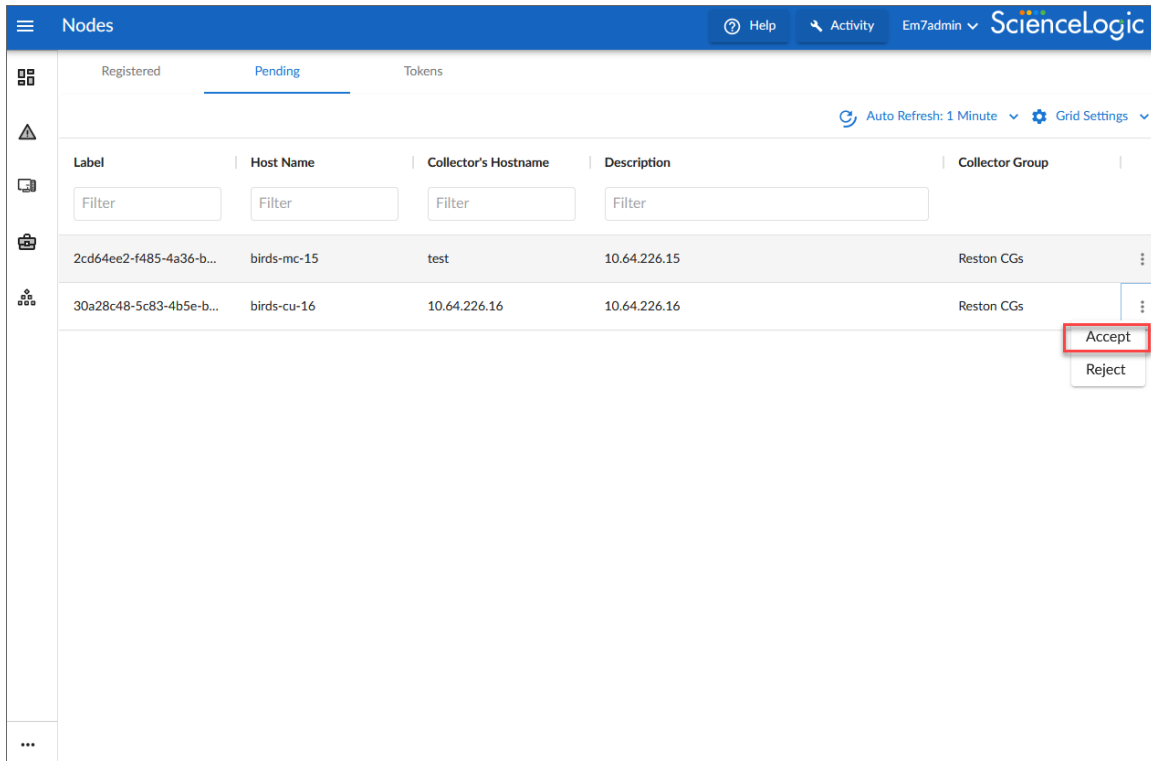 Nodes Help Activity Em7admin ScienceLogic
Registered Pending Tokens
Auto Refresh: 1 Minute Grid Settings
Label Host Name Collector's Hostname Description Collector Group
Filter Filter Filter Filter
2cd64ee2-f485-4a36-b... birds-mc-15 test 10.64.226.15 Reston CGs
30a28c48-5c83-4b5e-b... birds-cu-16 10.64.226.16 10.64.226.16 Reston CGs
Accept
Reject